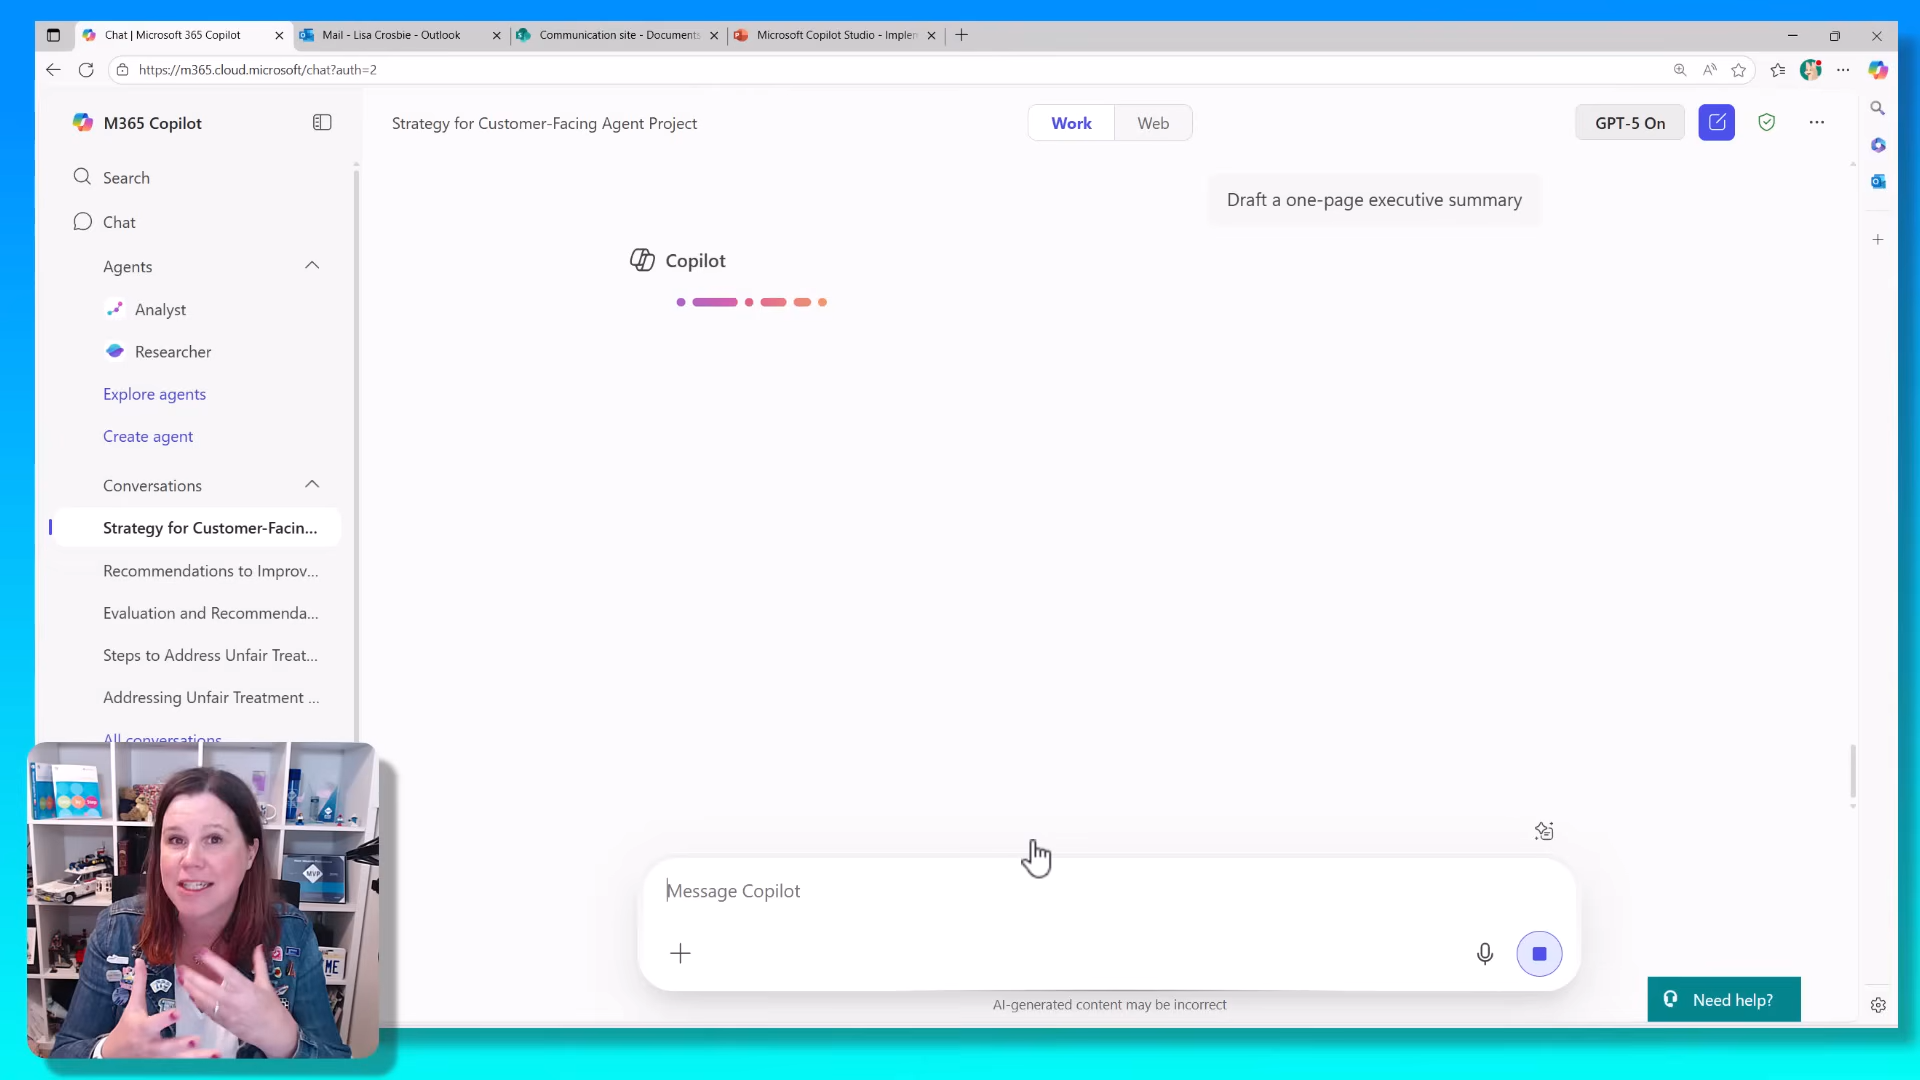 Chat | Microsoft 365 Copilot
Mail - Lisa Crosbie - Outlook
Communication site - Documents
Microsoft Copilot Studio - Implem
https://m365.cloud.microsoft/chat?auth=2
M365 Copilot
Strategy for Customer-Facing Agent Project
Work
Web
GPT-5 On
Search
Chat
Agents
Analyst
Researcher
Explore agents
Create agent
Conversations
Strategy for Customer-Facin...
Recommendations to Improv...
Evaluation and Recommenda...
Steps to Address Unfair Treat...
Addressing Unfair Treatment ...
All conversations
Draft a one-page executive summary
Copilot
Message Copilot
AI-generated content may be incorrect
Need help?
MVP